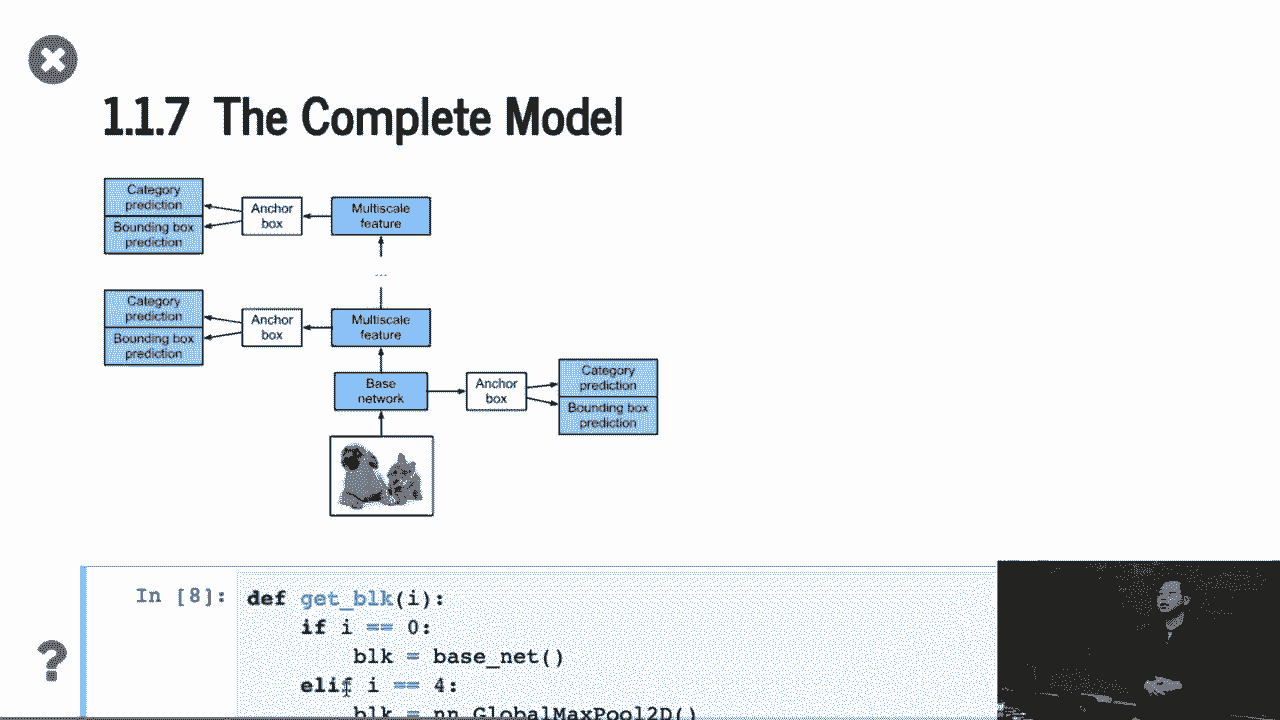 1.1.7 The Complete Model
Category
prediction
Bounding box
prediction
Anchor
box
Multiscale
feature
...
Category
prediction
Bounding box
prediction
Anchor
box
Multiscale
feature
Base
network
Anchor
box
Category
prediction
Bounding box
prediction
In [8]:
def get_blk(i):
if i == 0:
blk = base_net()
elif i == 4:
blk = nn.GlobalMaxPool2D()
?